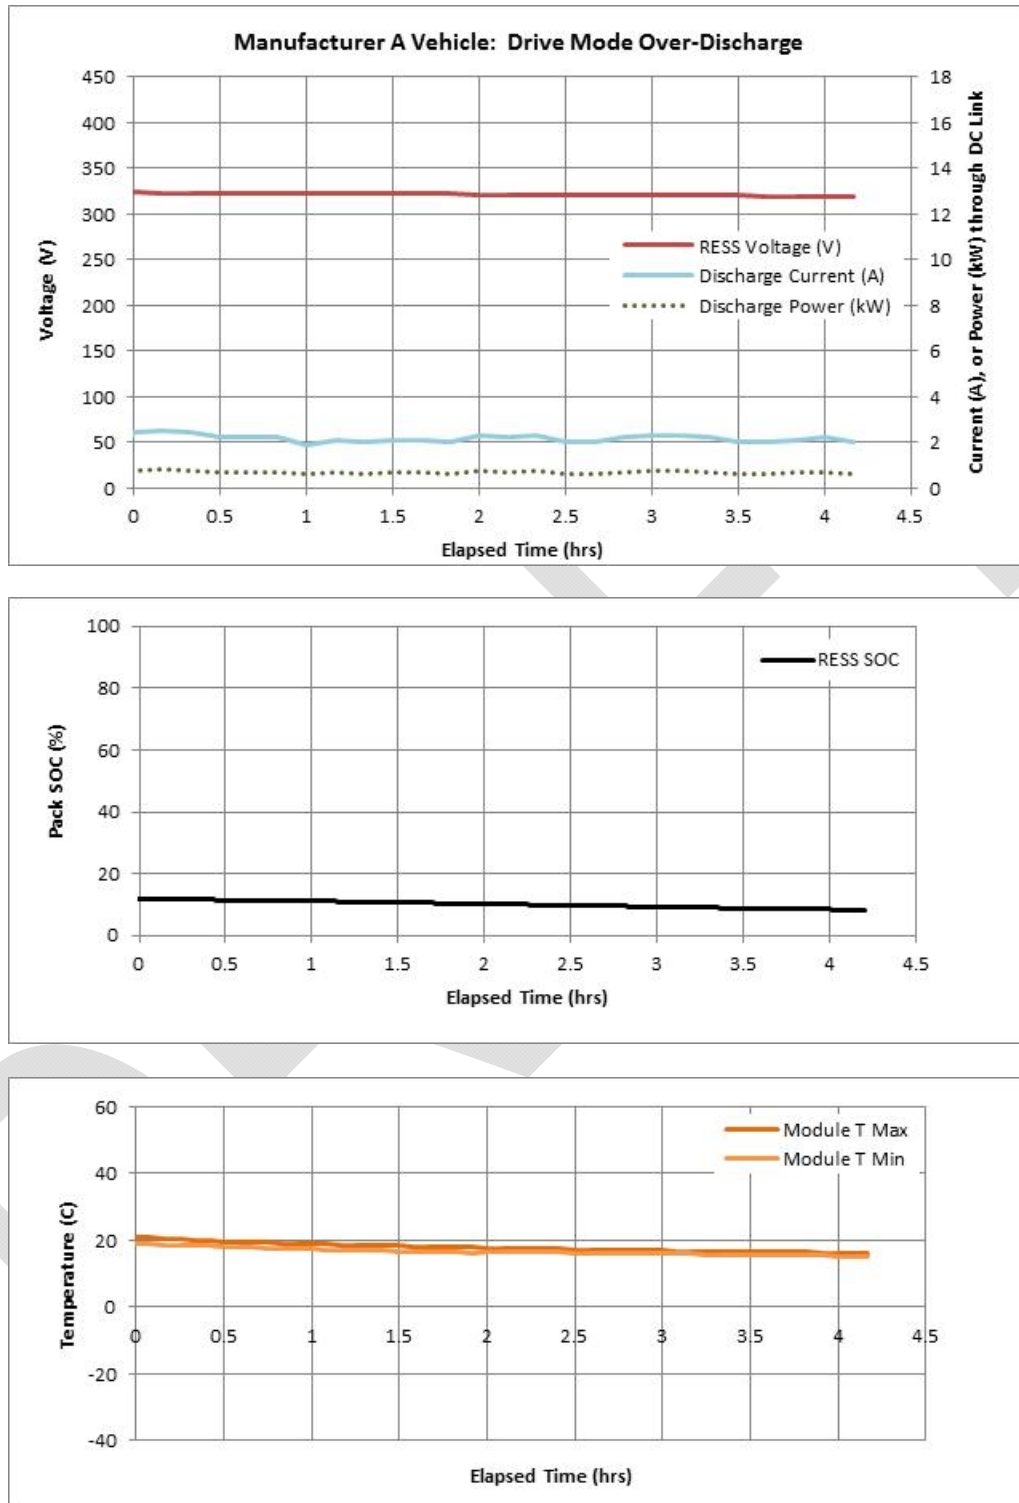 Manufacturer A Vehicle: Drive Mode Over-Discharge
450
400
350
300
250
200
150
100
50
0
Voltage (V)
18
16
14
12
10
8
6
4
2
0
Current (A), or Power (kW) through DC Link
RESS Voltage (V)
Discharge Current (A)
Discharge Power (kW)
0 0.5 1 1.5 2 2.5 3 3.5 4 4.5
Elapsed Time (hrs)
100
80
60
40
20
0
Pack SOC (%)
RESS SOC
0 0.5 1 1.5 2 2.5 3 3.5 4 4.5
Elapsed Time (hrs)
60
40
20
0
-20
-40
Temperature (C)
Module T Max
Module T Min
0 0.5 1 1.5 2 2.5 3 3.5 4 4.5
Elapsed Time (hrs)